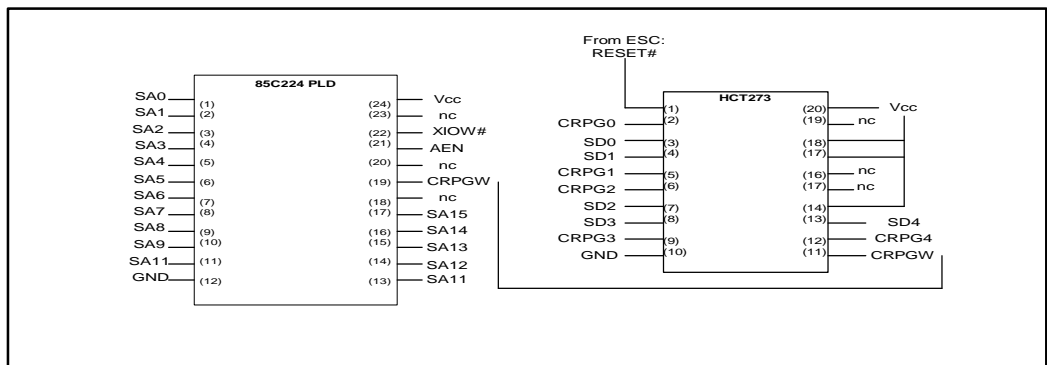 From ESC:
RESET#
85C224 PLD
SA0 (1) (24) Vcc
SA1 (2) (23) nc
SA2 (3) (22) XIOW#
SA3 (4) (21) AEN
SA4 (5) (20) nc
SA5 (6) (19) CRPGW
SA6 (7) (18) nc
SA7 (8) (17) SA15
SA8 (9) (16) SA14
SA9 (10) (15) SA13
SA11 (11) (14) SA12
GND (12) (13) SA11
HCT273
(1) (20) Vcc
CRPG0 (2) (19) nc
SD0 (3) (18)
SD1 (4) (17)
CRPG1 (5) (16) nc
CRPG2 (6) (17) nc
SD2 (7) (14)
SD3 (8) (13) SD4
CRPG3 (9) (12) CRPG4
GND (10) (11) CRPGW